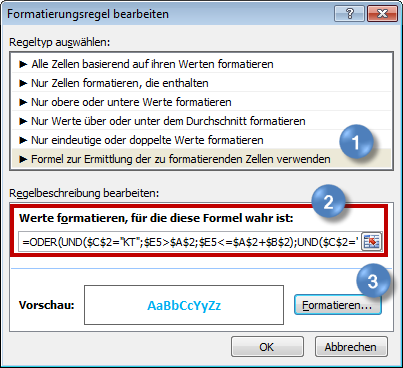 Formatierungsregel bearbeiten
Regeltyp auswählen:
► Alle Zellen basierend auf ihren Werten formatieren
► Nur Zellen formatieren, die enthalten
► Nur obere oder untere Werte formatieren
► Nur Werte über oder unter dem Durchschnitt formatieren
► Nur eindeutige oder doppelte Werte formatieren
► Formel zur Ermittlung der zu formatierenden Zellen verwenden
1
Regelbeschreibung bearbeiten:
2
Werte formatieren, für die diese Formel wahr ist:
=ODER(UND($C$2="KT";$E5>$A$2;$E5<=$A$2+$B$2);UND($C$2='
3
Vorschau:
AaBbCcYyZz
Formatieren...
OK
Abbrechen